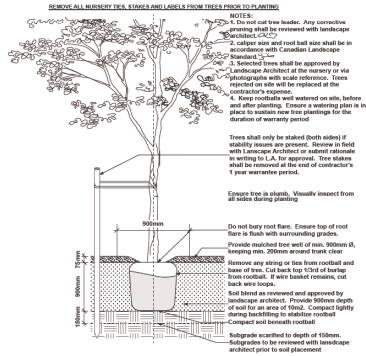 REMOVE ALL NURSERY TIES, STAKES AND LABELS FROM TREES PRIOR TO PLANTING
NOTES:
1. Do not cut tree leader. Any corrective
pruning shall be reviewed with landscape
architect.
2. caliper size and root ball size shall be in
accordance with Canadian Landscape
Standard.
3. Selected trees shall be approved by
Landscape Architect at the nursery or via
photographs with scale reference. Trees
rejected on site will be replaced at the
contractor's expense.
4. Keep rootballs well watered on site, before
and after planting. Ensure a watering plan is in
place to sustain new tree plantings for the
duration of warranty period
Trees shall only be staked (both sides) if
stability issues are present. Review in field
with Lanscape Architect or submit rationale
in writing to L.A. for approval. Tree stakes
shall be removed at the end of contractor's
1 year warrantee period.
Ensure tree is plumb. Visually inspect from
all sides during planting
900mm
Do not bury root flare. Ensure top of root
flare is flush with surrounding grades.
Provide mulched tree well of min. 900mm Ø,
keeping min. 200mm around trunk clear
75mm
Remove any string or ties from rootball and
base of tree. Cut back top 1/3rd of burlap
from rootball. If wire basket remains, cut
back wire loops.
900mm
Soil blend as reviewed and approved by
landscape architect. Provide 900mm depth
of soil for an area of 10m2. Compact lightly
during backfilling to stabilize rootball
Compact soil beneath rootball
150mm
Subgrade scarified to depth of 150mm.
Subgrades to be reviewed with lansdcape
architect prior to soil placement